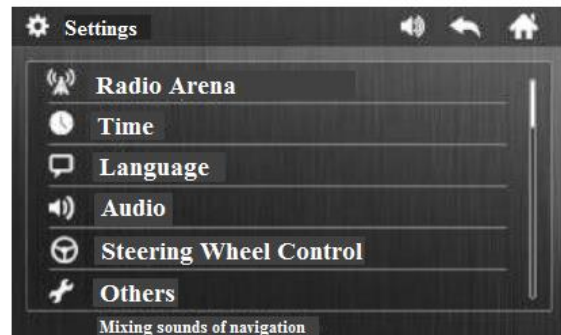 Settings
Radio Arena
Time
Language
Audio
Steering Wheel Control
Others
Mixing sounds of navigation